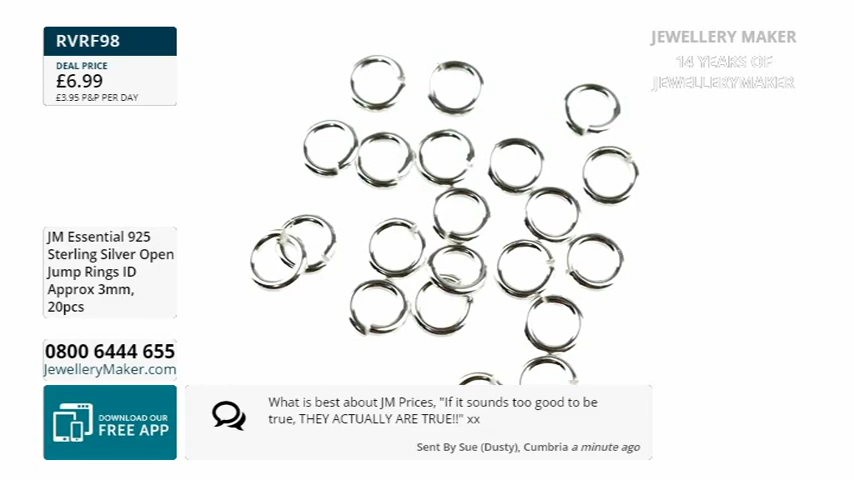 RVRF98
DEAL PRICE
£6.99
£3.95 P&P PER DAY
JEWELLERY MAKER
14 YEARS OF
JEWELLERYMAKER
JM Essential 925
Sterling Silver Open
Jump Rings ID
Approx 3mm,
20pcs
0800 6444 655
JewelleryMaker.com
DOWNLOAD OUR
FREE APP
What is best about JM Prices, "If it sounds too good to be
true, THEY ACTUALLY ARE TRUE!!" xx
Sent By Sue (Dusty), Cumbria a minute ago